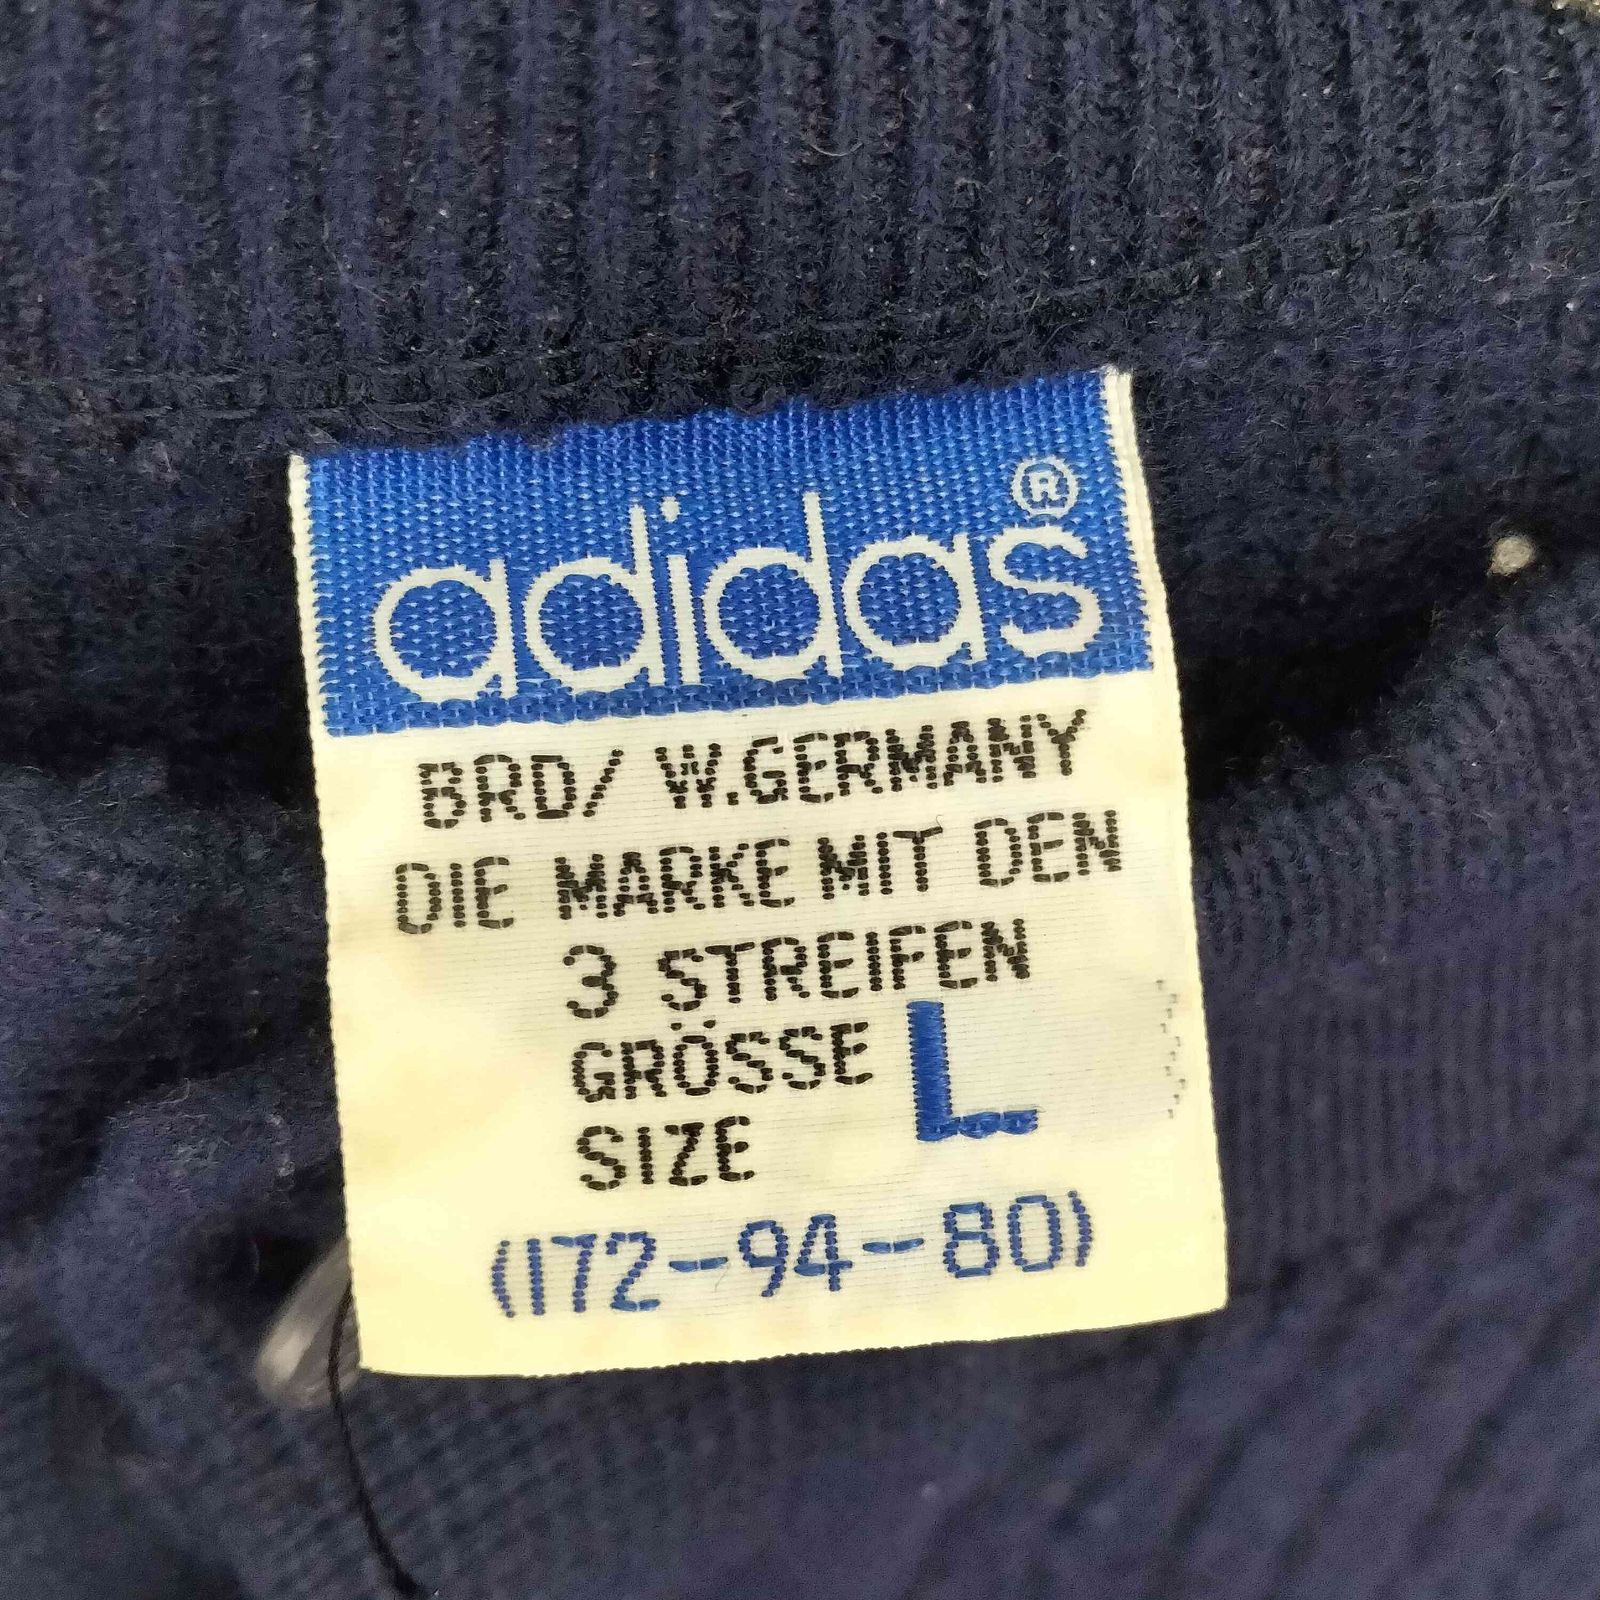 adidas®
BRD/ W.GERMANY
DIE MARKE MIT DEN
3 STREIFEN
GRÖSSE L
SIZE
(172-94-80)